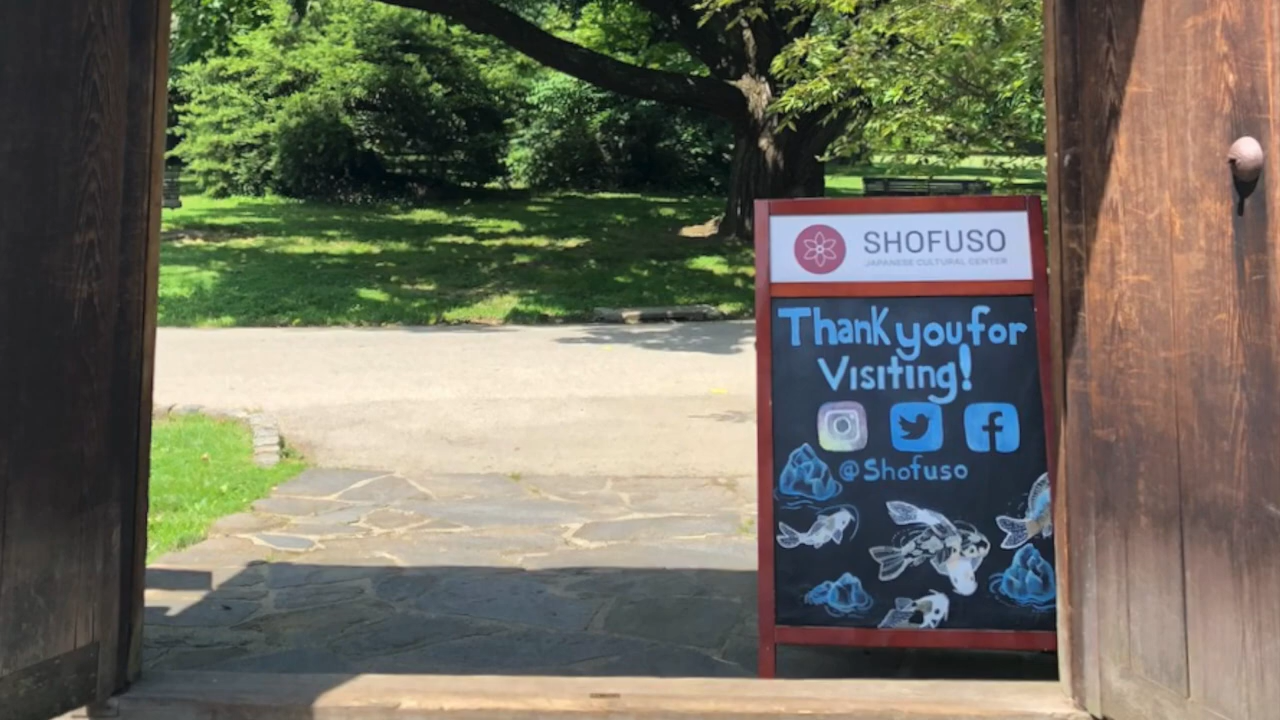 SHOFUSO
JAPANESE CULTURAL CENTER
Thank you for
Visiting!
@Shofuso